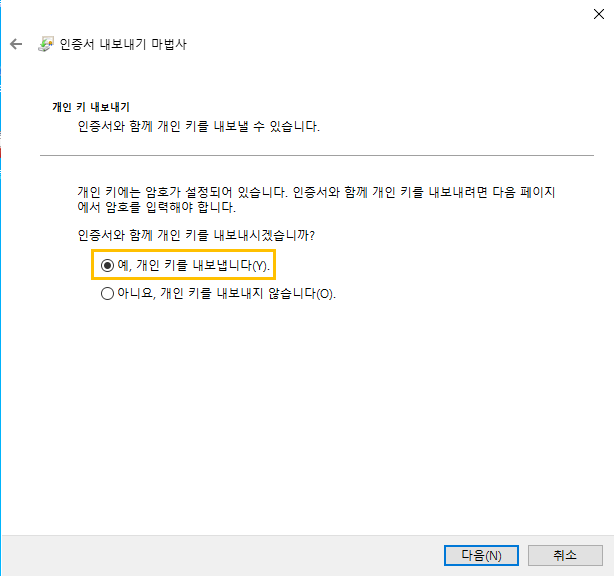 인증서 내보내기 마법사
개인 키 내보내기
인증서와 함께 개인 키를 내보낼 수 있습니다.
개인 키에는 암호가 설정되어 있습니다. 인증서와 함께 개인 키를 내보내려면 다음 페이지
에서 암호를 입력해야 합니다.
인증서와 함께 개인 키를 내보내시겠습니까?
예, 개인 키를 내보냅니다(Y).
아니요, 개인 키를 내보내지 않습니다(O).
다음(N)
취소